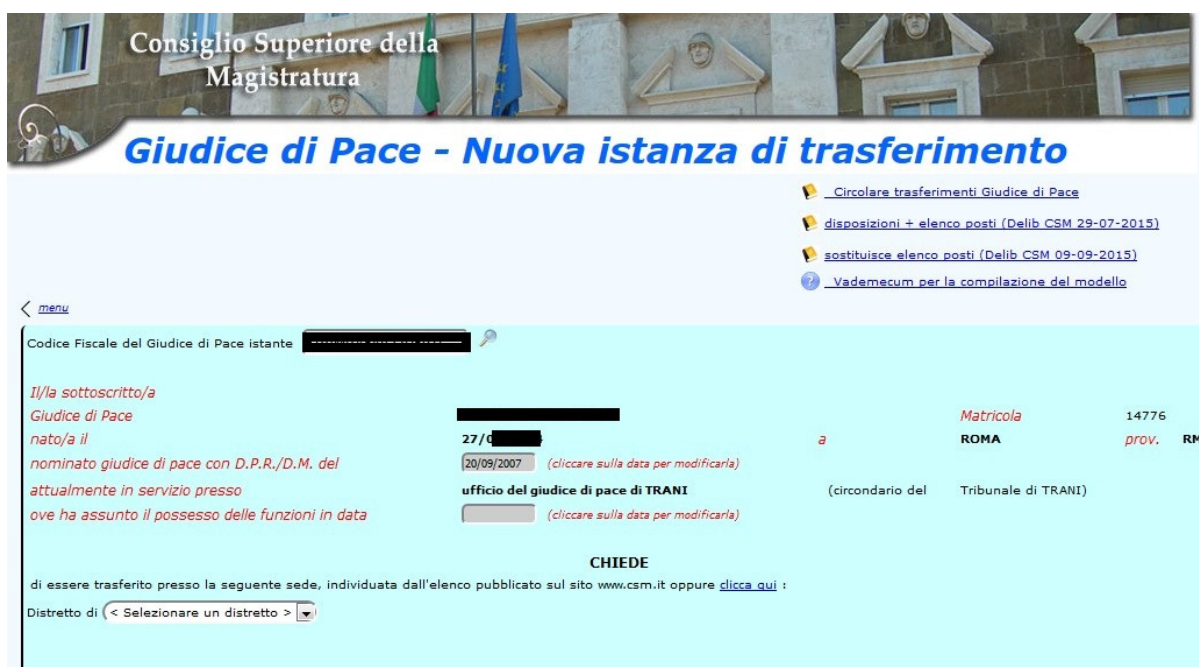 Consiglio Superiore della
Magistratura
Giudice di Pace - Nuova istanza di trasferimento
Circolare trasferimenti Giudice di Pace
disposizioni + elenco posti (Delib CSM 29-07-2015)
sostituisce elenco posti (Delib CSM 09-09-2015)
Vademecum per la compilazione del modello
menu
Codice Fiscale del Giudice di Pace istante
Il/la sottoscritto/a
Giudice di Pace Matricola 14776
nato/a il 27/ a ROMA prov. RM
nominato giudice di pace con D.P.R./D.M. del 20/09/2007 (cliccare sulla data per modificarla)
attualmente in servizio presso ufficio del giudice di pace di TRANI (circondario del Tribunale di TRANI)
ove ha assunto il possesso delle funzioni in data (cliccare sulla data per modificarla)
CHIEDE
di essere trasferito presso la seguente sede, individuata dall'elenco pubblicato sul sito www.csm.it oppure clicca qui :
Distretto di < Selezionare un distretto >